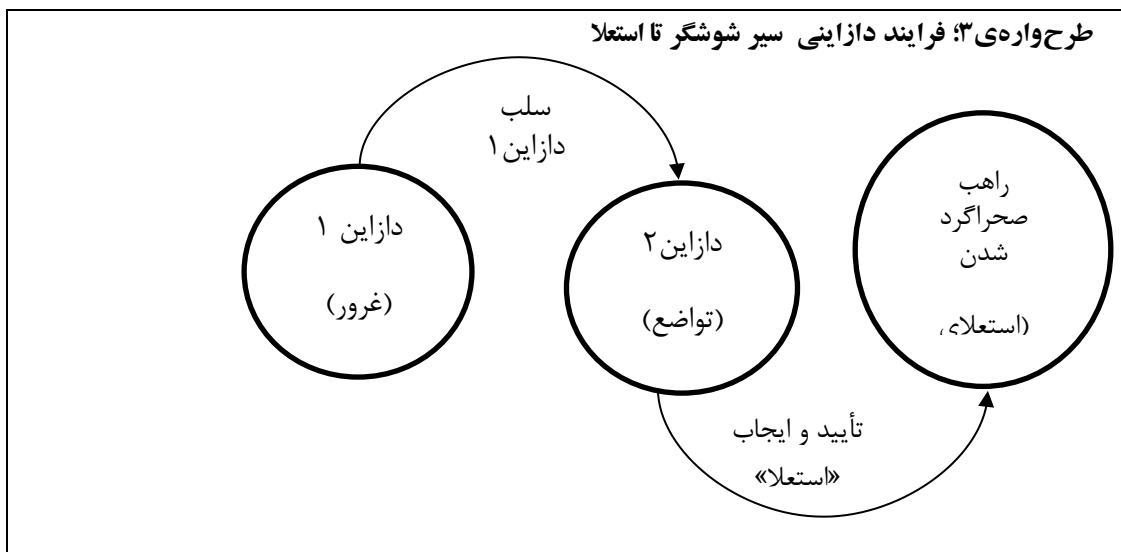 طرح‌واره‌ی۳؛ فرایند دازاینی سیر شوشگر تا استعلا
سلب
دازاین۱
دازاین ۱
(غرور)
دازاین۲
(تواضع)
راهب
صحراگرد
شدن
(استعلای
تأیید و ایجاب
«استعلا»